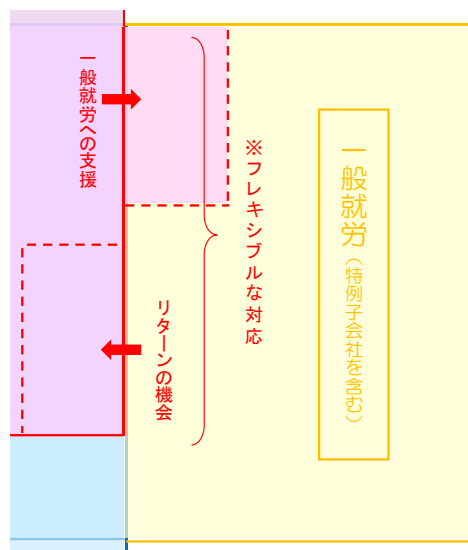 一般就労への支援
※フレキシブルな対応
リターンの機会
一般就労（特例子会社を含む）